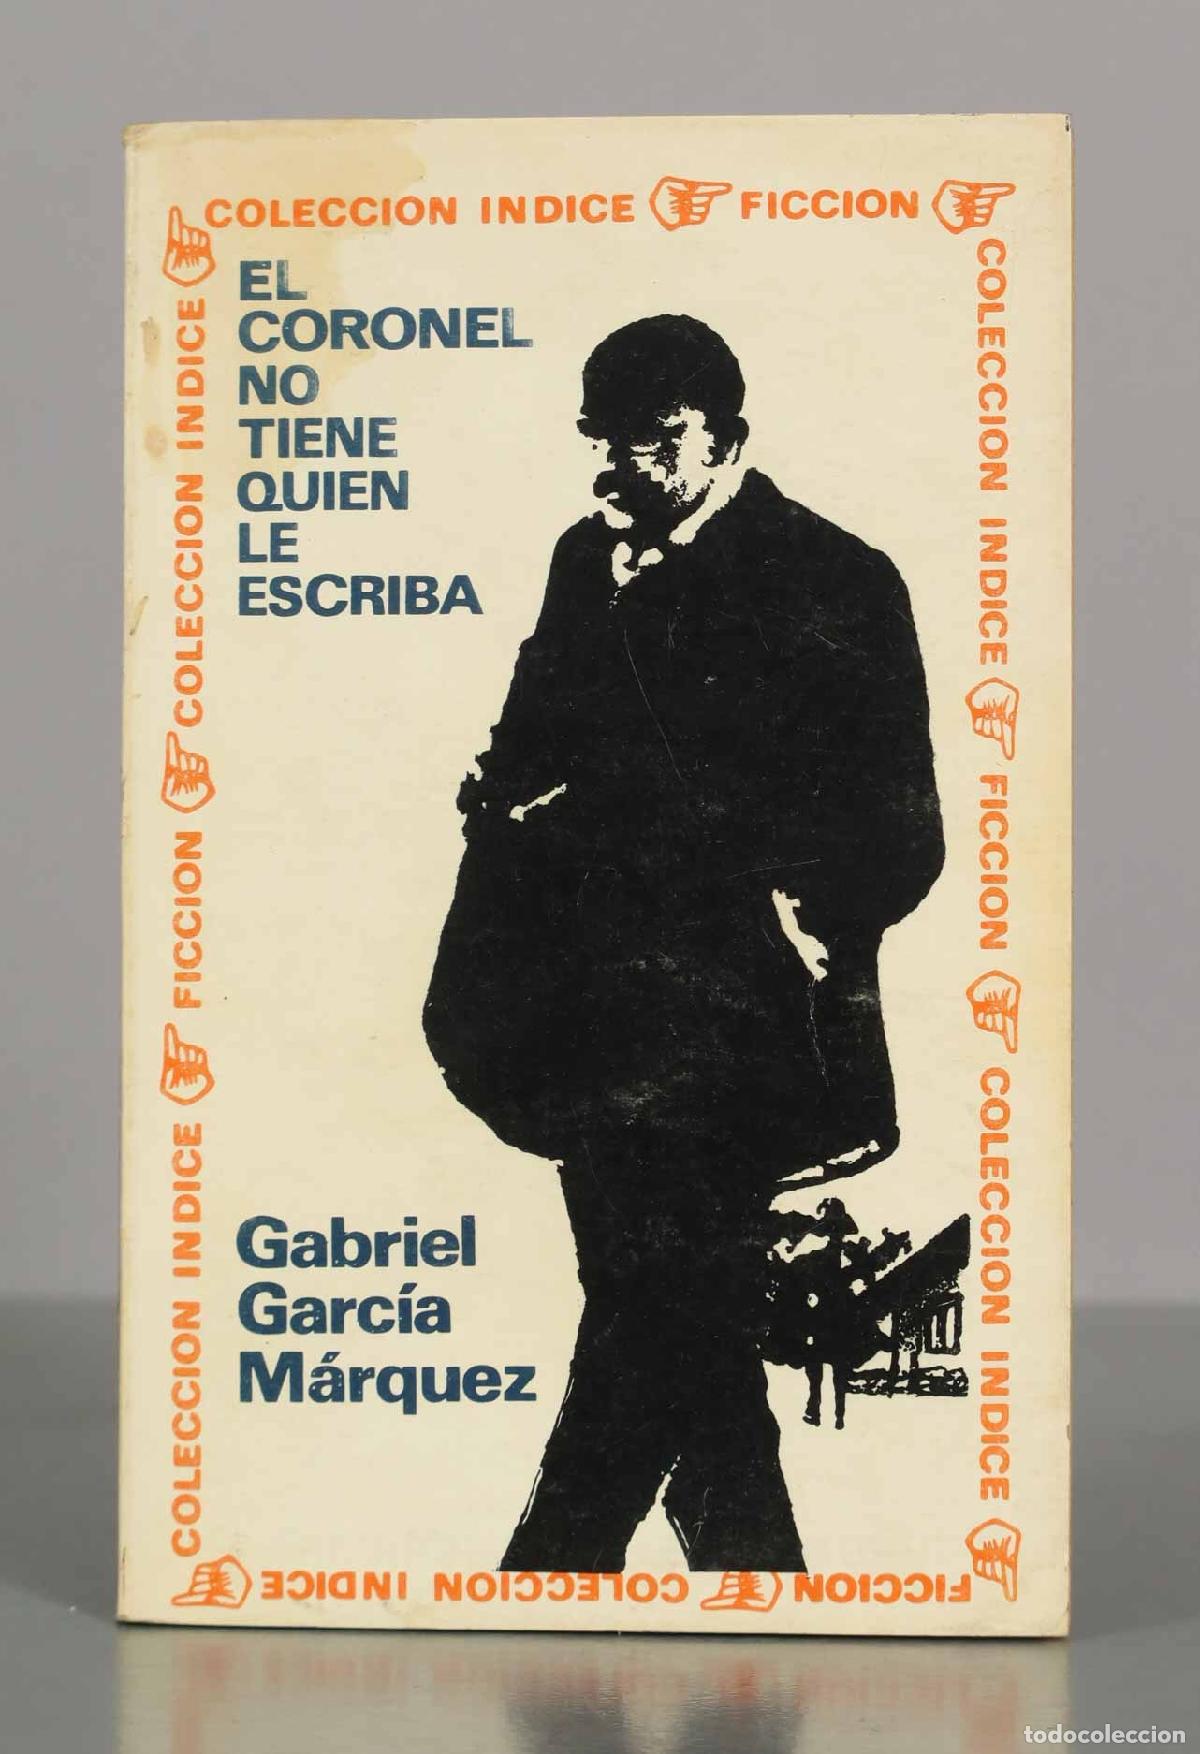 COLECCION INDICE FICCION
EL
CORONEL
NO
TIENE
QUIEN
LE
ESCRIBA
Gabriel
García
Márquez
COLECCION INDICE FICCION COLECCION INDICE
FICCION COLECCION INDICE
COLECCION INDICE FICCION COLECCION INDICE
todocoleccion